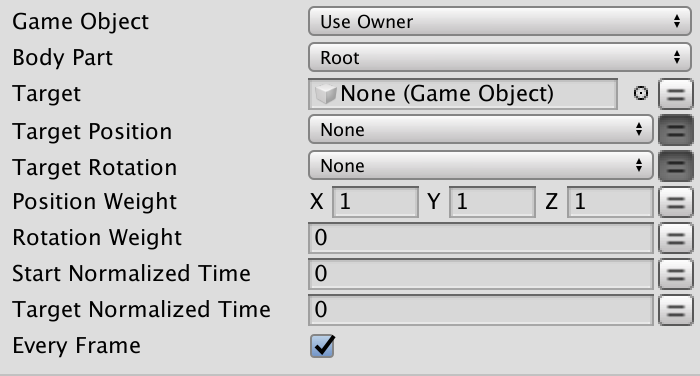 Game Object Use Owner
Body Part Root
Target None (Game Object)
Target Position None
Target Rotation None
Position Weight X 1 Y 1 Z 1
Rotation Weight 0
Start Normalized Time 0
Target Normalized Time 0
Every Frame